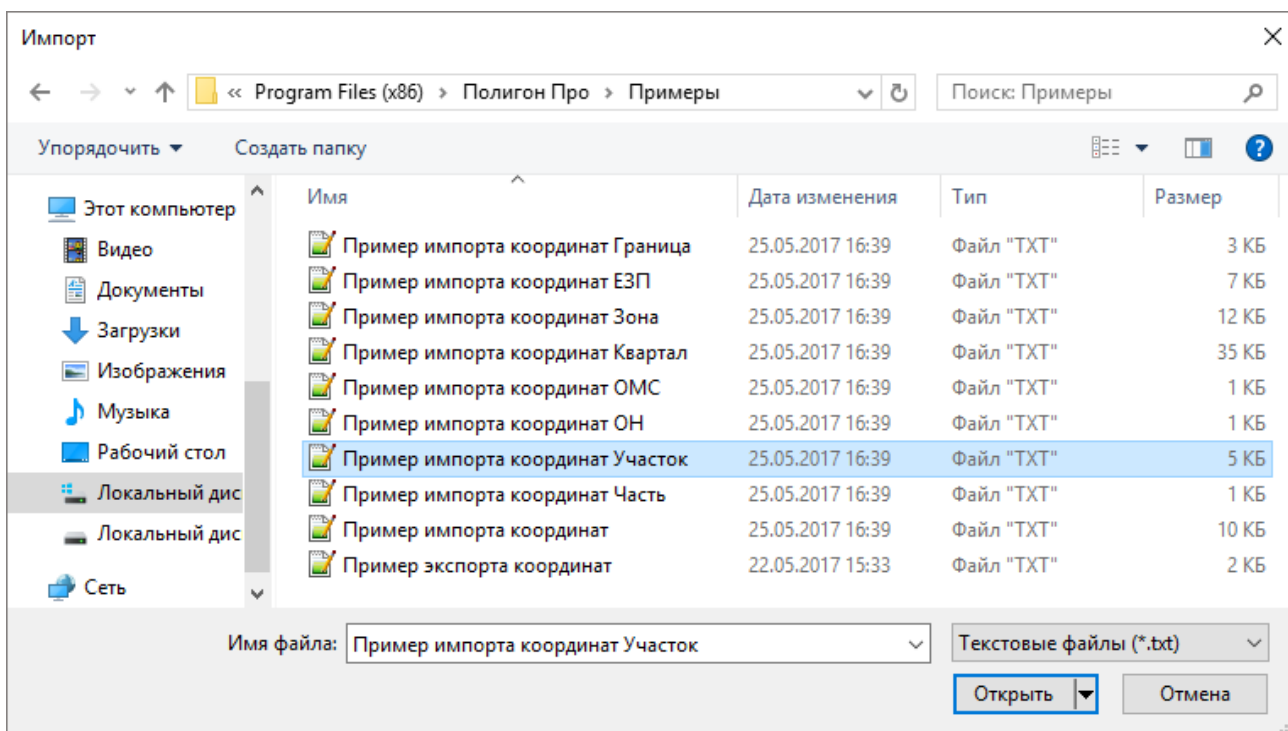 Импорт
« Program Files (x86) › Полигон Про › Примеры
Поиск: Примеры
Упорядочить
Создать папку
Имя
Дата изменения
Тип
Размер
Этот компьютер
Видео
Документы
Загрузки
Изображения
Музыка
Рабочий стол
Локальный дис
Локальный дис
Сеть
Пример импорта координат Граница 25.05.2017 16:39 Файл "TXT" 3 КБ
Пример импорта координат ЕЗП 25.05.2017 16:39 Файл "TXT" 7 КБ
Пример импорта координат Зона 25.05.2017 16:39 Файл "TXT" 12 КБ
Пример импорта координат Квартал 25.05.2017 16:39 Файл "TXT" 35 КБ
Пример импорта координат ОМС 25.05.2017 16:39 Файл "TXT" 1 КБ
Пример импорта координат ОН 25.05.2017 16:39 Файл "TXT" 1 КБ
Пример импорта координат Участок 25.05.2017 16:39 Файл "TXT" 5 КБ
Пример импорта координат Часть 25.05.2017 16:39 Файл "TXT" 1 КБ
Пример импорта координат 25.05.2017 16:39 Файл "TXT" 10 КБ
Пример экспорта координат 22.05.2017 15:33 Файл "TXT" 2 КБ
Имя файла: Пример импорта координат Участок
Текстовые файлы (*.txt)
Открыть
Отмена